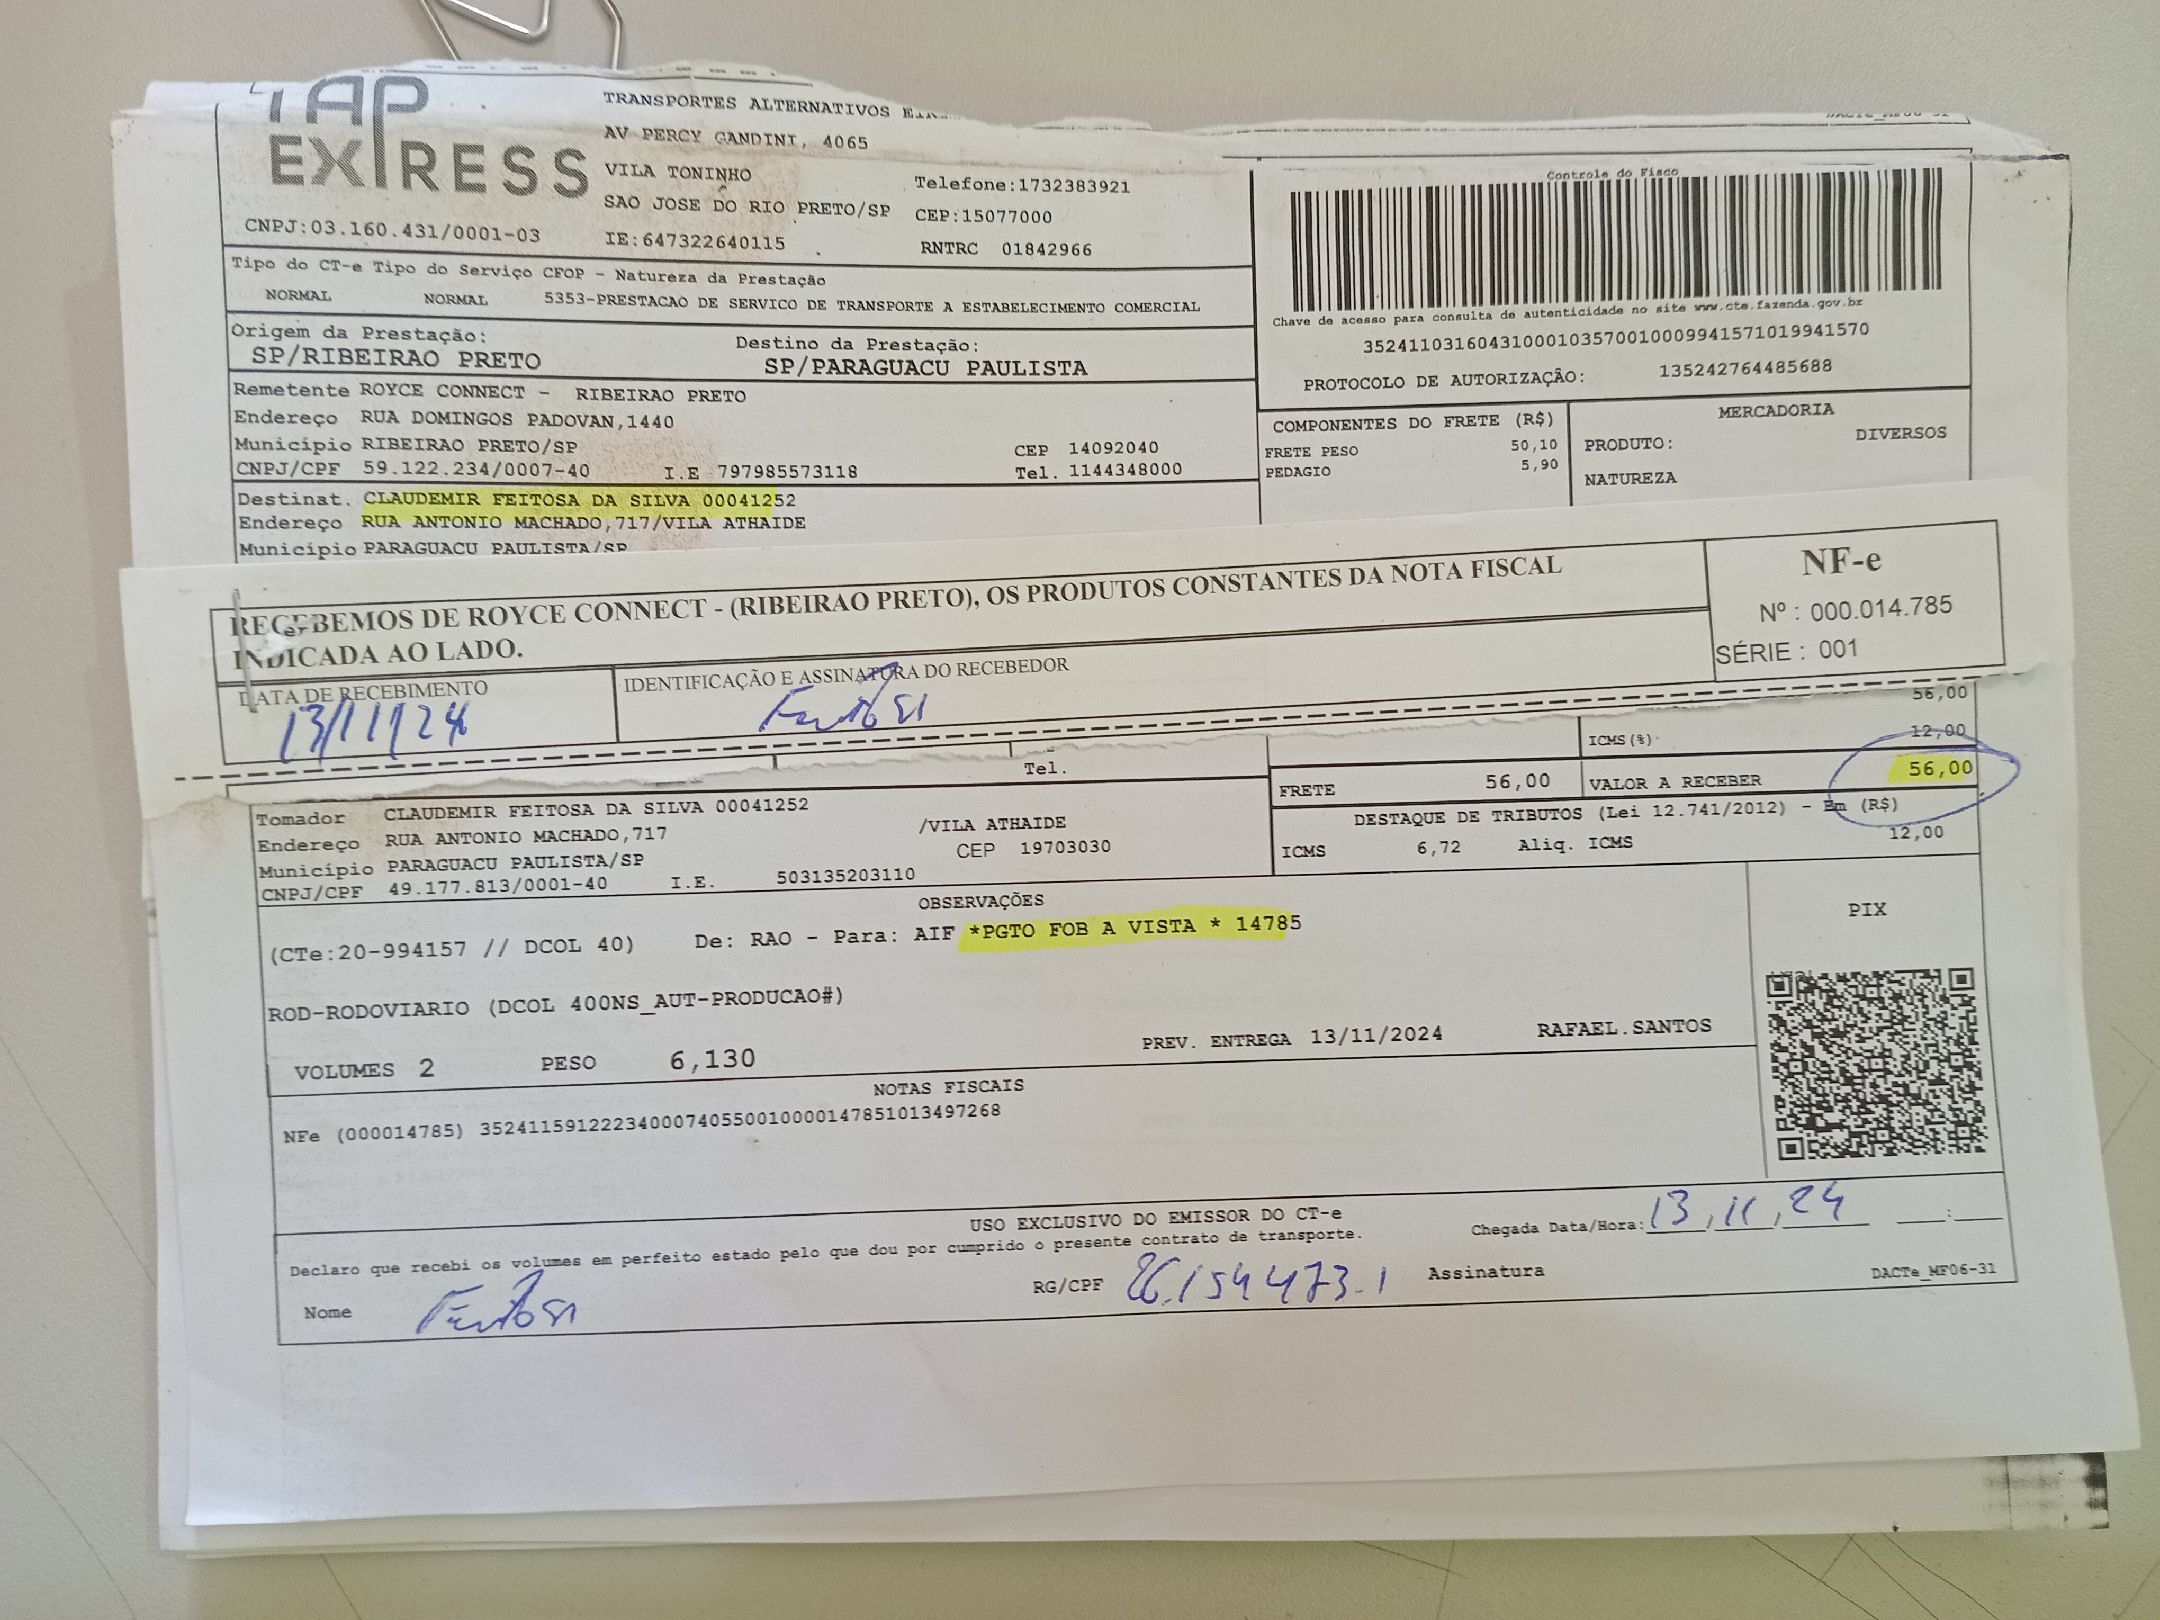 TAP
EXPRESS
TRANSPORTES ALTERNATIVOS
AV PERCY GANDINI, 4065
VILA TONINHO
Telefone:1732383921
SAO JOSE DO RIO PRETO/SP
CEP:15077000
CNPJ:03.160.431/0001-03
IE:647322640115
RNTRC 01842966
Controle do Fisco
Tipo do CT-e Tipo do Serviço CFOP - Natureza da Prestação
NORMAL NORMAL 5353-PRESTACAO DE SERVICO DE TRANSPORTE A ESTABELECIMENTO COMERCIAL
Chave de acesso para consulta de autenticidade no site www.cte.fazenda.gov.br
35241103160431000103570010009941571019941570
PROTOCOLO DE AUTORIZAÇÃO: 135242764485688
Origem da Prestação:
SP/RIBEIRAO PRETO
Destino da Prestação:
SP/PARAGUACU PAULISTA
Remetente ROYCE CONNECT - RIBEIRAO PRETO
Endereço RUA DOMINGOS PADOVAN,1440
Município RIBEIRAO PRETO/SP CEP 14092040
CNPJ/CPF 59.122.234/0007-40 I.E 797985573118 Tel. 1144348000
COMPONENTES DO FRETE (R$)
FRETE PESO 50,10
PEDAGIO 5,90
MERCADORIA
PRODUTO: DIVERSOS
NATUREZA
Destinat. CLAUDEMIR FEITOSA DA SILVA 00041252
Endereço RUA ANTONIO MACHADO,717/VILA ATHAIDE
Município PARAGUACU PAULISTA/SP
RECEBEMOS DE ROYCE CONNECT - (RIBEIRAO PRETO), OS PRODUTOS CONSTANTES DA NOTA FISCAL
INDICADA AO LADO.
NF-e
Nº : 000.014.785
SÉRIE : 001
DATA DE RECEBIMENTO
13/11/24
IDENTIFICAÇÃO E ASSINATURA DO RECEBEDOR
Feitosa
56,00
ICMS(%) 12,00
Tel.
FRETE 56,00 VALOR A RECEBER 56,00
DESTAQUE DE TRIBUTOS (Lei 12.741/2012) - Em (R$)
ICMS 6,72 Aliq. ICMS 12,00
Tomador CLAUDEMIR FEITOSA DA SILVA 00041252
Endereço RUA ANTONIO MACHADO,717 /VILA ATHAIDE
Município PARAGUACU PAULISTA/SP CEP 19703030
CNPJ/CPF 49.177.813/0001-40 I.E. 503135203110
OBSERVAÇÕES
(CTe:20-994157 // DCOL 40) De: RAO - Para: AIF *PGTO FOB A VISTA * 14785
PIX
ROD-RODOVIARIO (DCOL 400NS_AUT-PRODUCAO#)
VOLUMES 2 PESO 6,130 PREV. ENTREGA 13/11/2024 RAFAEL.SANTOS
NOTAS FISCAIS
NFe (000014785) 35241159122234000740550010000147851013497268
USO EXCLUSIVO DO EMISSOR DO CT-e
Declaro que recebi os volumes em perfeito estado pelo que dou por cumprido o presente contrato de transporte.
Chegada Data/Hora: 13,11,24 __:__
Nome Feitosa RG/CPF 26.154473.1 Assinatura
DACTe_MF06-31